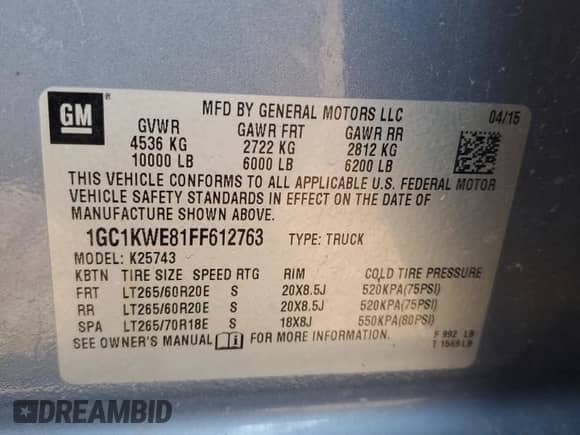 GM
MFD BY GENERAL MOTORS LLC 04/15
GVWR GAWR FRT GAWR RR
4536 KG 2722 KG 2812 KG
10000 LB 6000 LB 6200 LB
THIS VEHICLE CONFORMS TO ALL APPLICABLE U.S. FEDERAL MOTOR
VEHICLE SAFETY STANDARDS IN EFFECT ON THE DATE OF
MANUFACTURE SHOWN ABOVE.
1GC1KWE81FF612763 TYPE: TRUCK
MODEL: K25743
KBTN TIRE SIZE SPEED RTG RIM COLD TIRE PRESSURE
FRT LT265/60R20E S 20X8.5J 520KPA(75PSI)
RR LT265/60R20E S 20X8.5J 520KPA(75PSI)
SPA LT265/70R18E S 18X8J 550KPA(80PSI)
SEE OWNER'S MANUAL FOR MORE INFORMATION. F 992 LB
T 1569 LB
DREAMBID